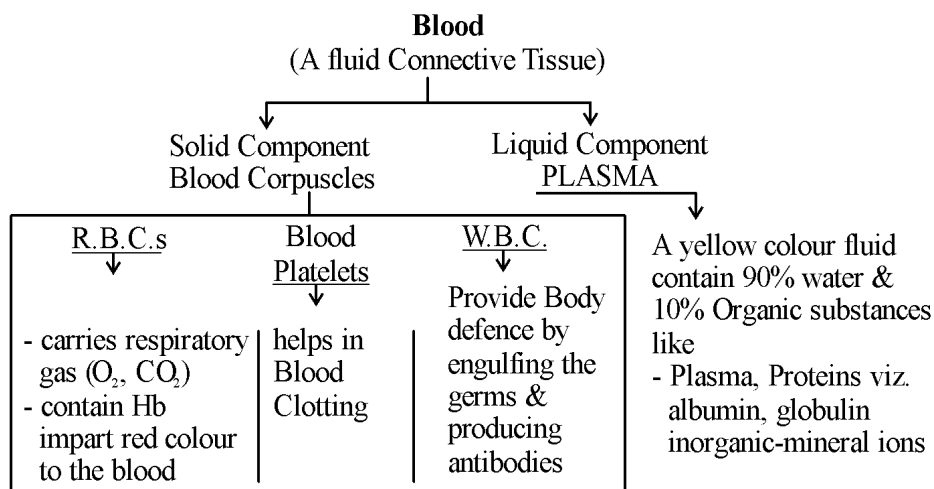 Blood
(A fluid Connective Tissue)
Solid Component
Blood Corpuscles
Liquid Component
PLASMA
R.B.C.s
- carries respiratory
gas (O₂, CO₂)
- contain Hb
impart red colour
to the blood
Blood
Platelets
helps in
Blood
Clotting
W.B.C.
Provide Body
defence by
engulfing the
germs &
producing
antibodies
A yellow colour fluid
contain 90% water &
10% Organic substances
like
- Plasma, Proteins viz.
albumin, globulin
inorganic-mineral ions